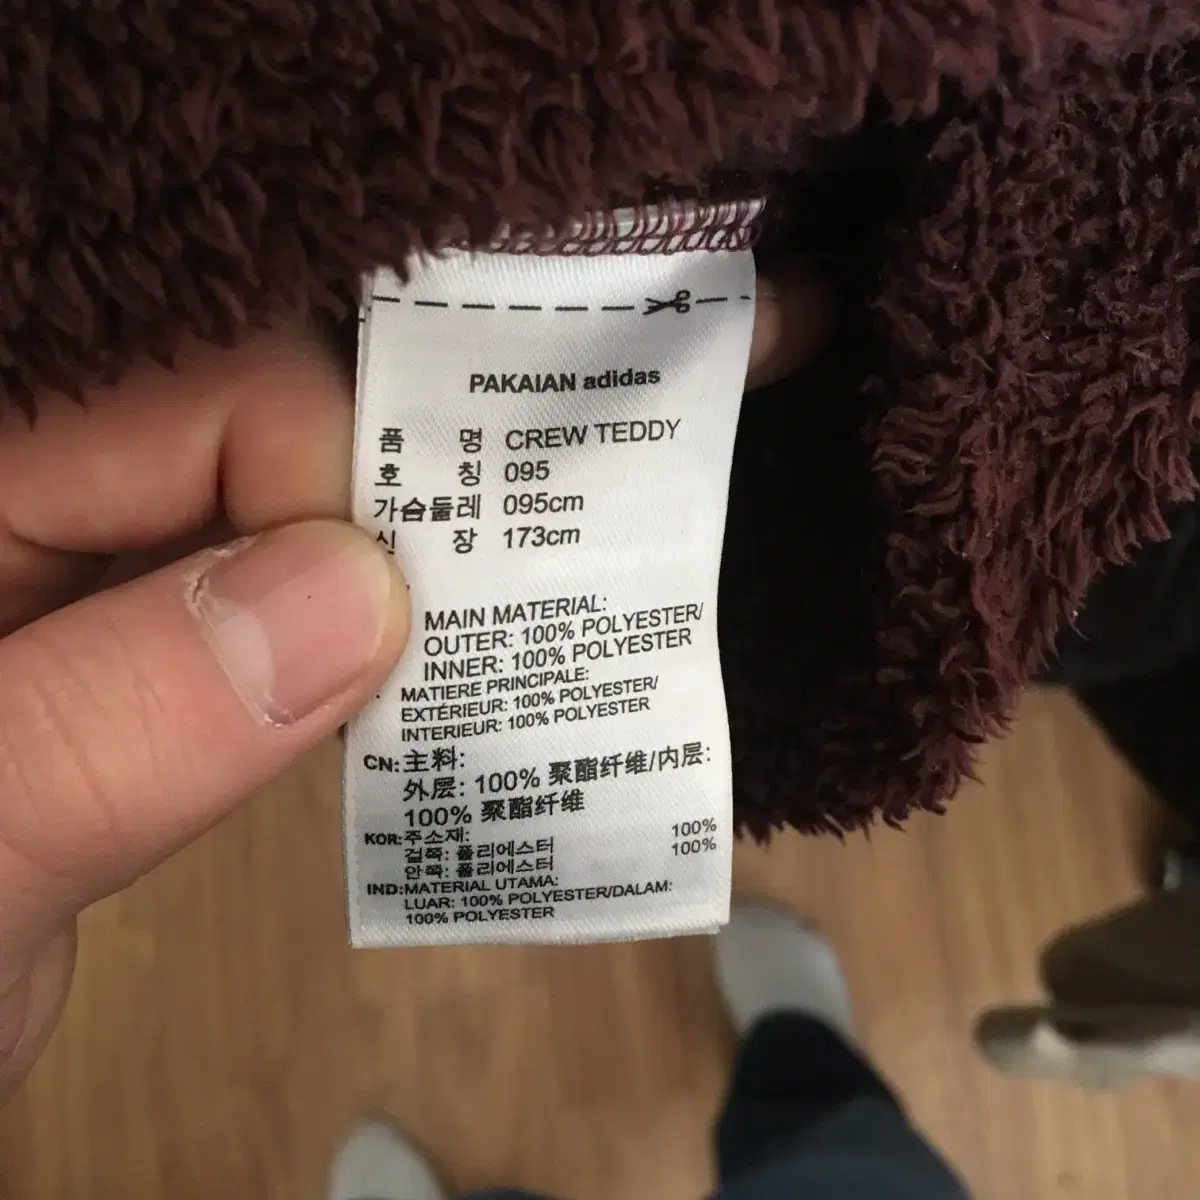 PAKAIAN adidas
품 명 CREW TEDDY
호 칭 095
가슴둘레 095cm
신 장 173cm
MAIN MATERIAL:
OUTER: 100% POLYESTER/
INNER: 100% POLYESTER
MATIERE PRINCIPALE:
EXTÉRIEUR: 100% POLYESTER/
INTERIEUR: 100% POLYESTER
CN:主料:
外层: 100% 聚酯纤维/内层:
100% 聚酯纤维
KOR:주소재:
겉쪽: 폴리에스터 100%
안쪽: 폴리에스터 100%
IND:MATERIAL UTAMA:
LUAR: 100% POLYESTER/DALAM:
100% POLYESTER